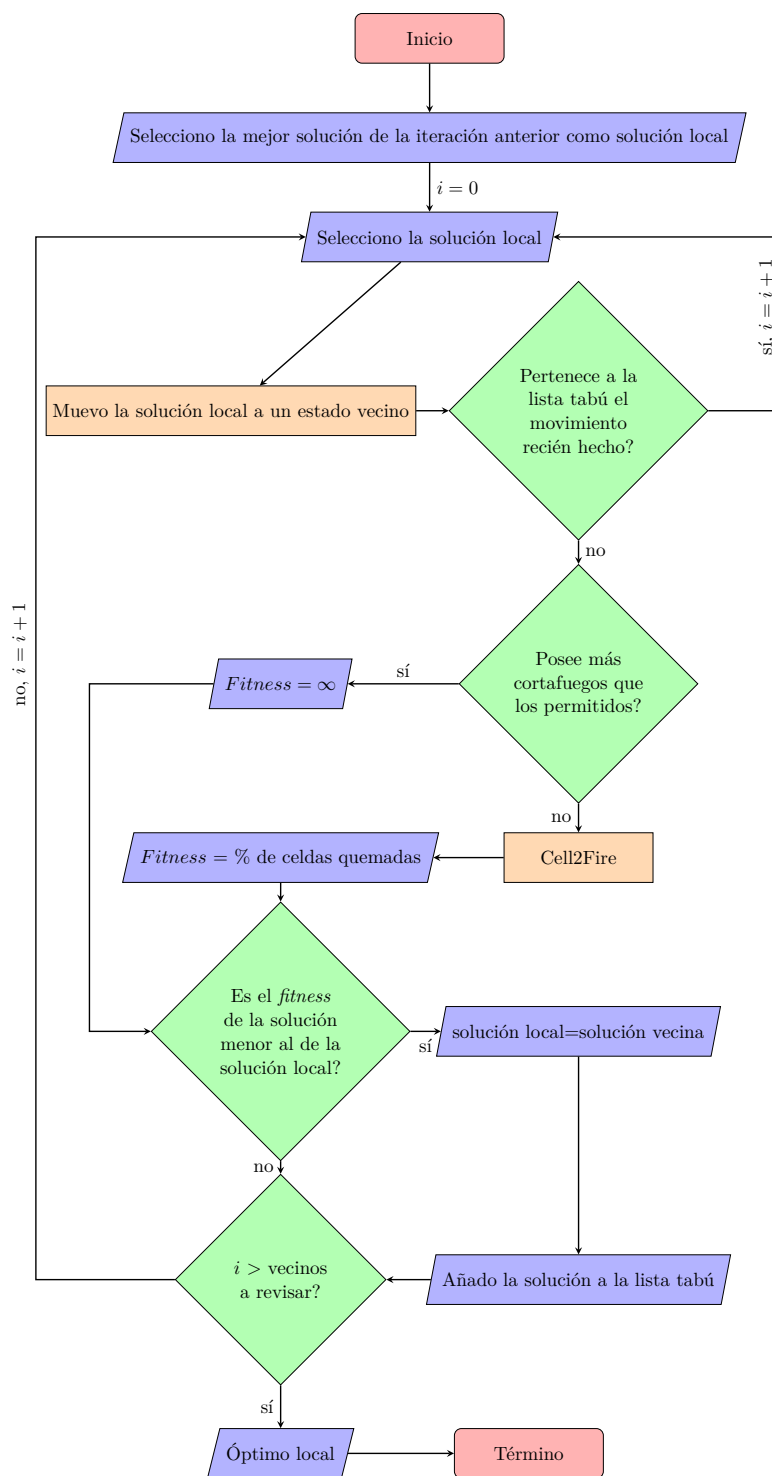 Inicio
Selecciono la mejor solución de la iteración anterior como solución local
i = 0
Selecciono la solución local
sí, i = i + 1
Pertenece a la
lista tabú el
movimiento
recién hecho?
Muevo la solución local a un estado vecino
no
no, i = i + 1
Posee más
cortafuegos que
los permitidos?
sí
Fitness = ∞
no
Cell2Fire
Fitness = % de celdas quemadas
Es el fitness
de la solución
menor al de la
solución local?
sí
solución local=solución vecina
no
i > vecinos
a revisar?
Añado la solución a la lista tabú
sí
Óptimo local
Término